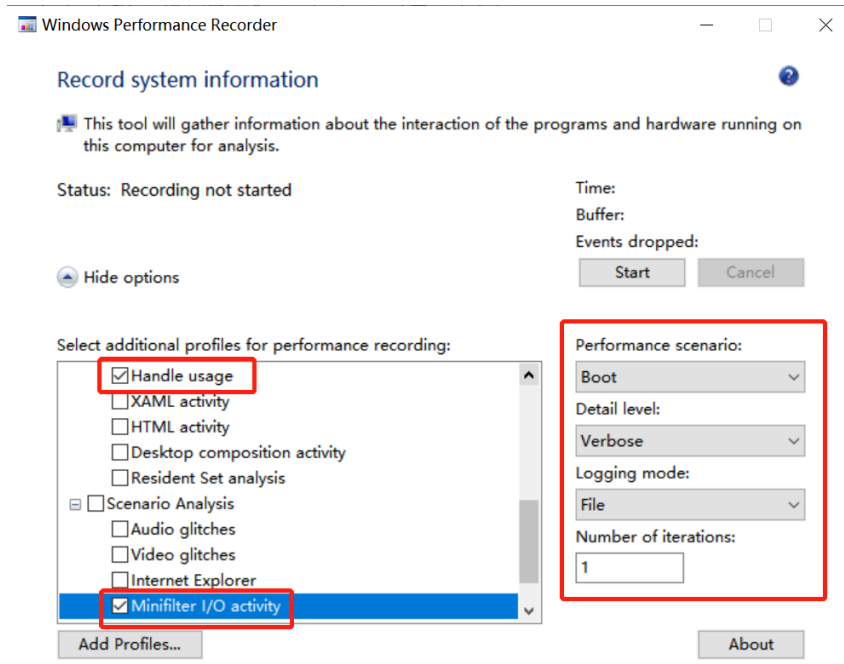 Windows Performance Recorder
Record system information
This tool will gather information about the interaction of the programs and hardware running on
this computer for analysis.
Status: Recording not started
Time:
Buffer:
Events dropped:
Start
Cancel
Hide options
Select additional profiles for performance recording:
Handle usage
XAML activity
HTML activity
Desktop composition activity
Resident Set analysis
Scenario Analysis
Audio glitches
Video glitches
Internet Explorer
Minifilter I/O activity
Performance scenario:
Boot
Detail level:
Verbose
Logging mode:
File
Number of iterations:
1
Add Profiles...
About